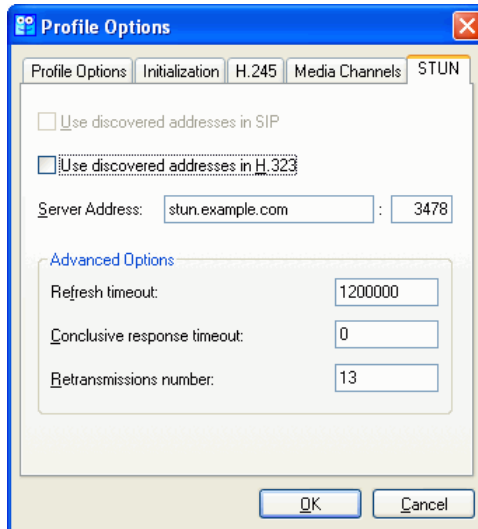 Profile Options
Profile Options Initialization H.245 Media Channels STUN
Use discovered addresses in SIP
Use discovered addresses in H.323
Server Address: stun.example.com : 3478
Advanced Options
Refresh timeout: 1200000
Conclusive response timeout: 0
Retransmissions number: 13
OK Cancel